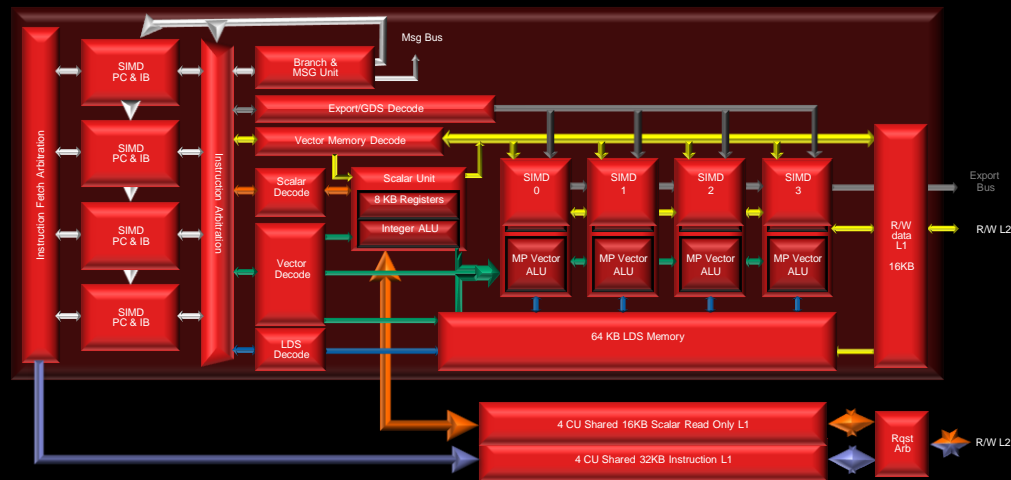 Msg Bus
Instruction Fetch Arbitration
SIMD
PC & IB
SIMD
PC & IB
SIMD
PC & IB
SIMD
PC & IB
Instruction Arbitration
Branch &
MSG Unit
Export/GDS Decode
Vector Memory Decode
Scalar
Decode
Scalar Unit
8 KB Registers
Integer ALU
Vector
Decode
LDS
Decode
SIMD
0
SIMD
1
SIMD
2
SIMD
3
MP Vector
ALU
MP Vector
ALU
MP Vector
ALU
MP Vector
ALU
64 KB LDS Memory
R/W
data
L1
16KB
Export
Bus
R/W L2
4 CU Shared 16KB Scalar Read Only L1
4 CU Shared 32KB Instruction L1
Rqst
Arb
R/W L2